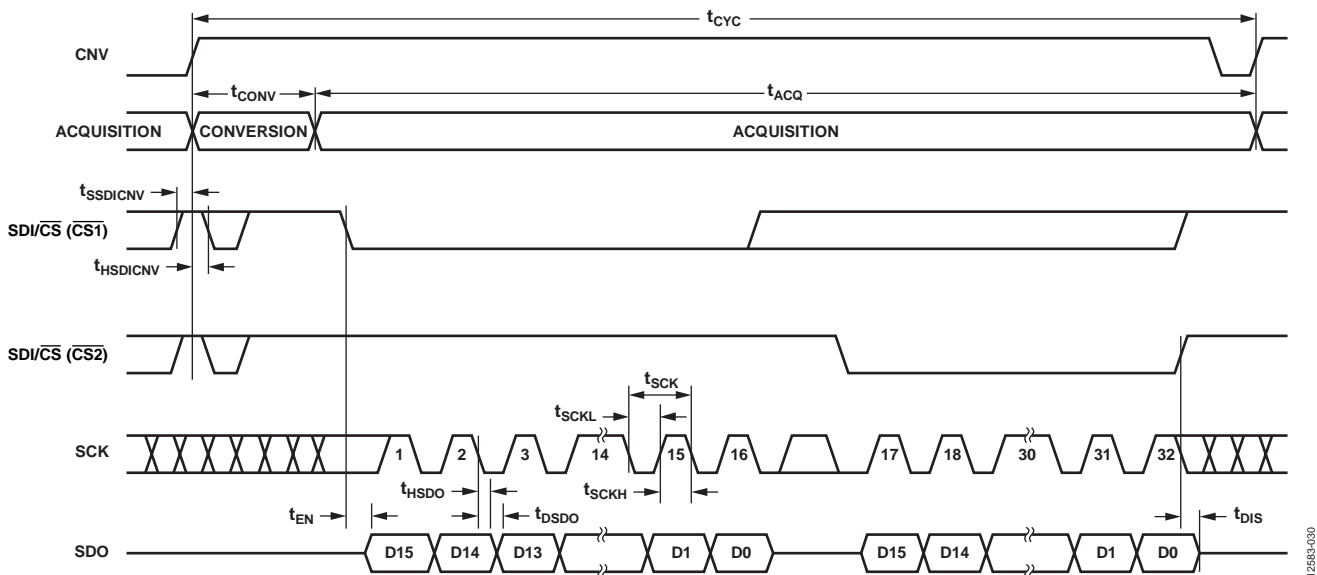 tCYC
CNV
tCONV
tACQ
ACQUISITION CONVERSION ACQUISITION
tSSDICNV
SDI/CS (CS1)
tHSDICNV
SDI/CS (CS2)
tSCK
tSCKL
SCK 1 2 3 14 15 16 17 18 30 31 32
tHSDO tSCKH
tEN tDSDO tDIS
SDO D15 D14 D13 D1 D0 D15 D14 D1 D0
12583-030